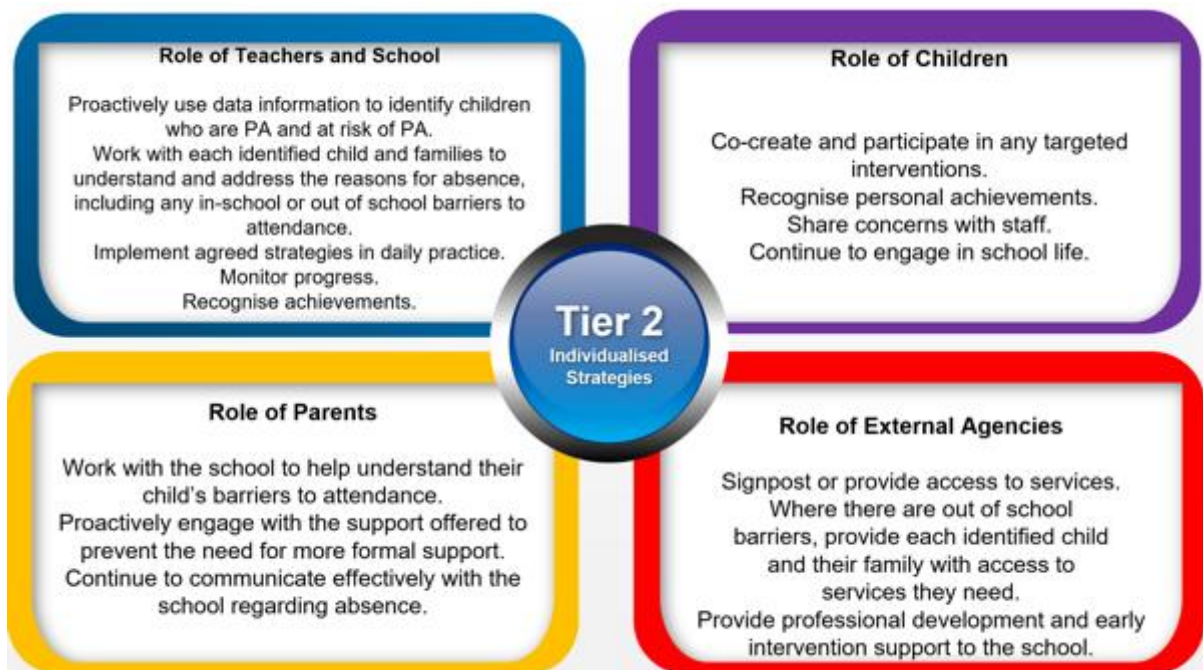 Role of Teachers and School
Proactively use data information to identify children
who are PA and at risk of PA.
Work with each identified child and families to
understand and address the reasons for absence,
including any in-school or out of school barriers to
attendance.
Implement agreed strategies in daily practice.
Monitor progress.
Recognise achievements.
Role of Children
Co-create and participate in any targeted
interventions.
Recognise personal achievements.
Share concerns with staff.
Continue to engage in school life.
Tier 2
Individualised
Strategies
Role of Parents
Work with the school to help understand their
child's barriers to attendance.
Proactively engage with the support offered to
prevent the need for more formal support.
Continue to communicate effectively with the
school regarding absence.
Role of External Agencies
Signpost or provide access to services.
Where there are out of school
barriers, provide each identified child
and their family with access to
services they need.
Provide professional development and early
intervention support to the school.